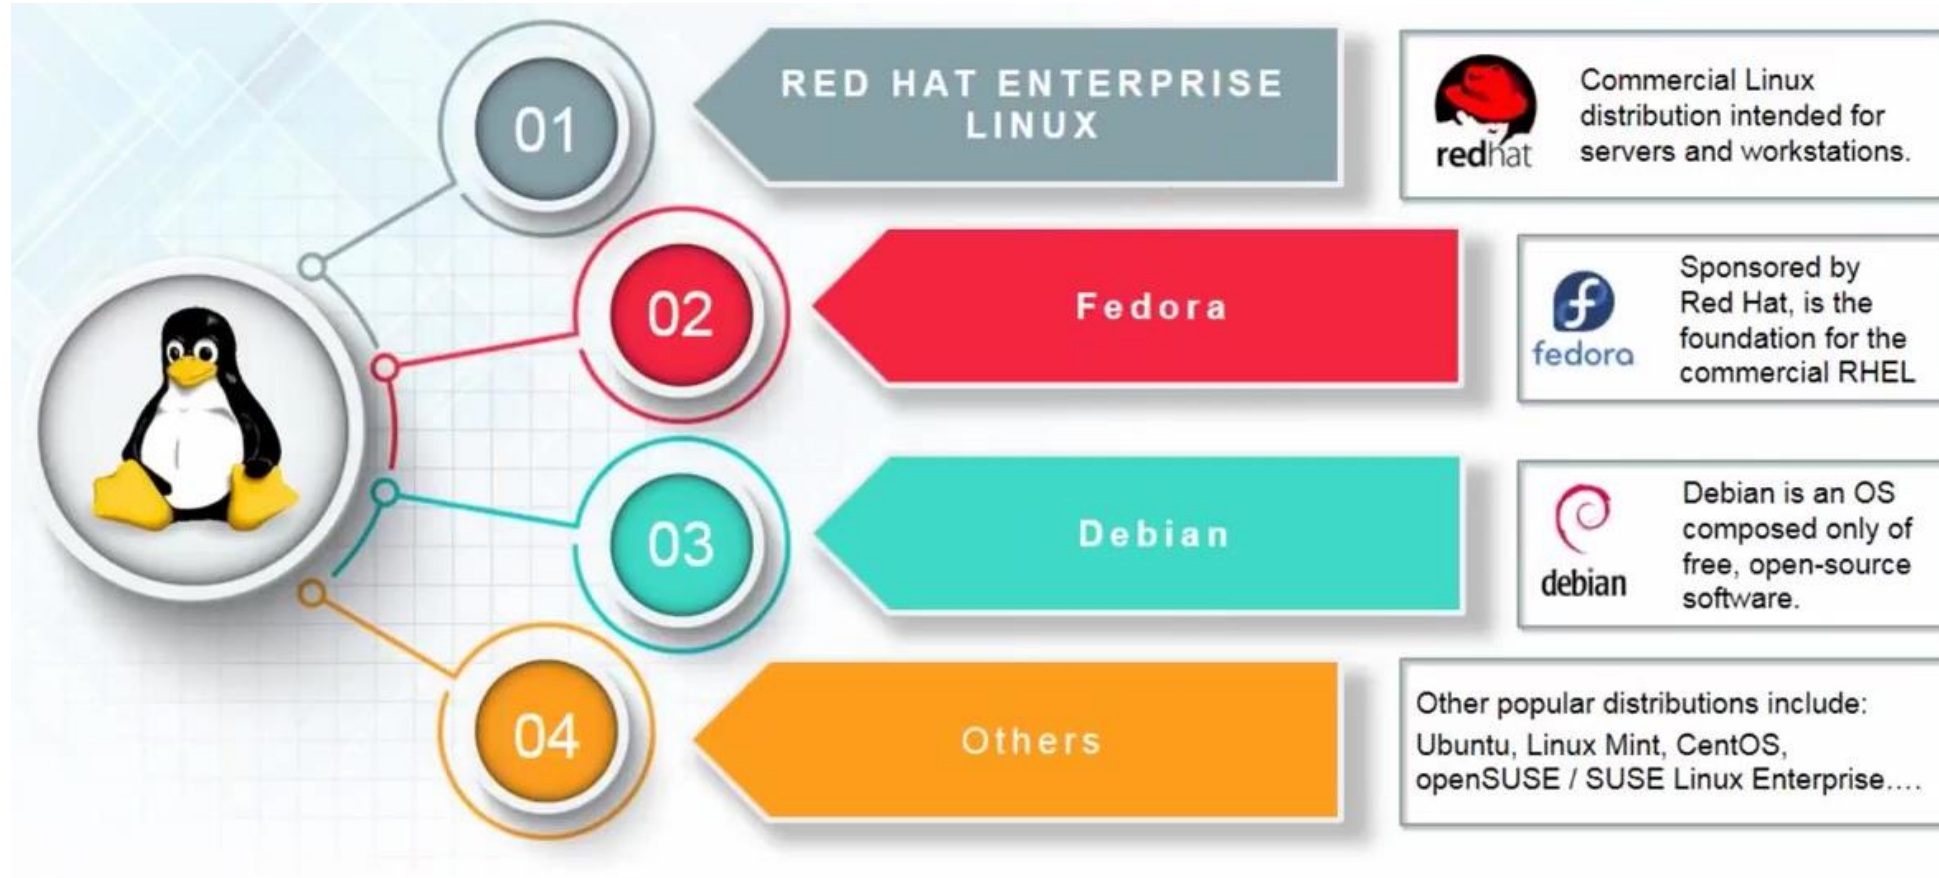 01
RED HAT ENTERPRISE
LINUX
redhat
Commercial Linux
distribution intended for
servers and workstations.
02
Fedora
fedora
Sponsored by
Red Hat, is the
foundation for the
commercial RHEL
03
Debian
debian
Debian is an OS
composed only of
free, open-source
software.
04
Others
Other popular distributions include:
Ubuntu, Linux Mint, CentOS,
openSUSE / SUSE Linux Enterprise....